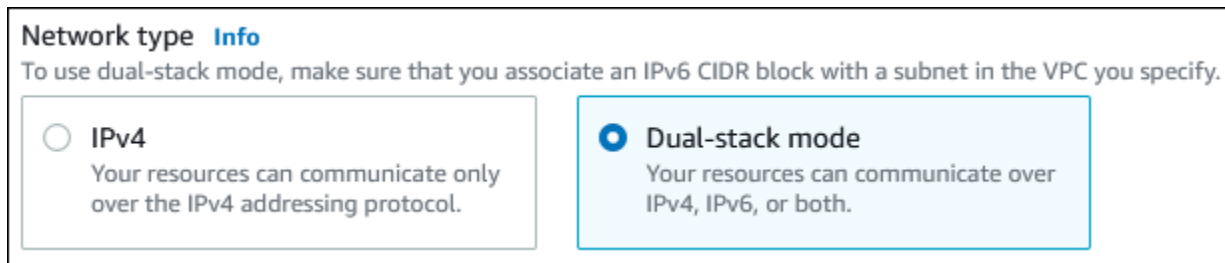 Network type Info
To use dual-stack mode, make sure that you associate an IPv6 CIDR block with a subnet in the VPC you specify.
IPv4
Your resources can communicate only
over the IPv4 addressing protocol.
Dual-stack mode
Your resources can communicate over
IPv4, IPv6, or both.